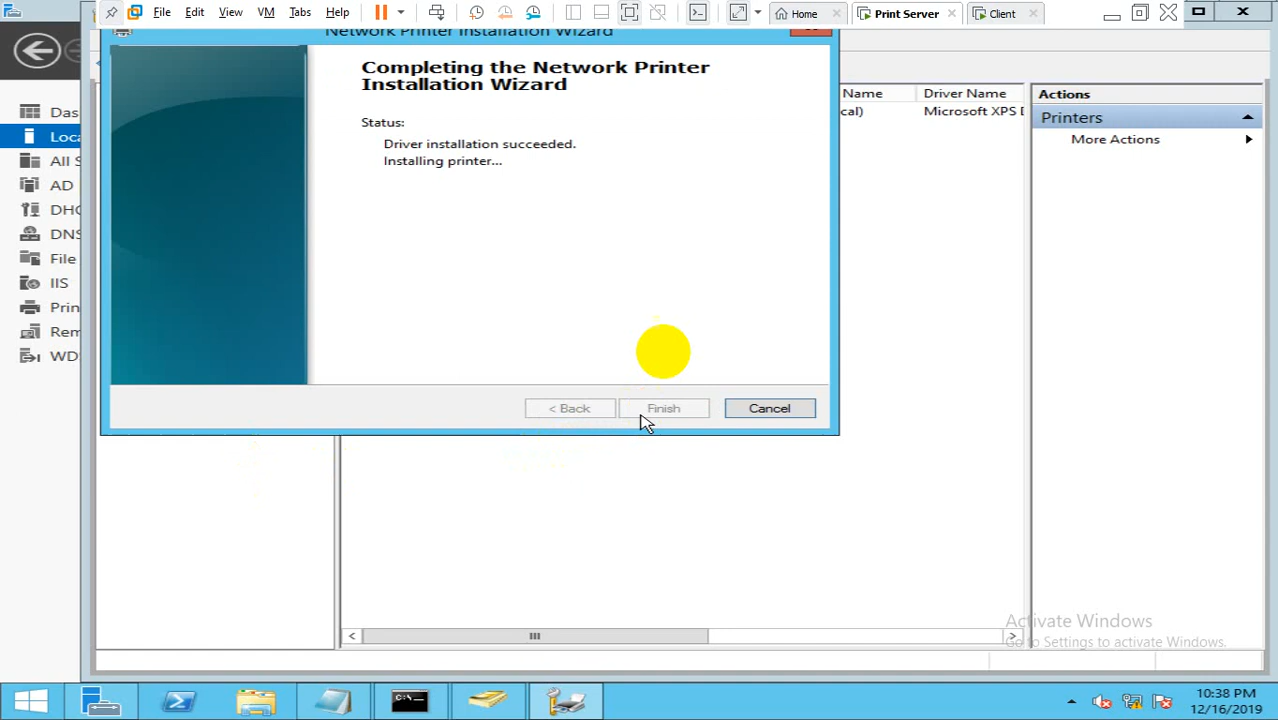 File
Edit
View
VM
Tabs
Help
Home
Print Server
Client
Network Printer Installation Wizard
Completing the Network Printer
Installation Wizard
Status:
Driver installation succeeded.
Installing printer...
< Back
Finish
Cancel
Das
Loca
All S
AD
DHC
DNS
File
IIS
Prin
Rem
WD
Name
Driver Name
cal)
Microsoft XPS D
Actions
Printers
More Actions
Activate Windows
Go to Settings to activate Windows.
C:\.
10:38 PM
12/16/2019